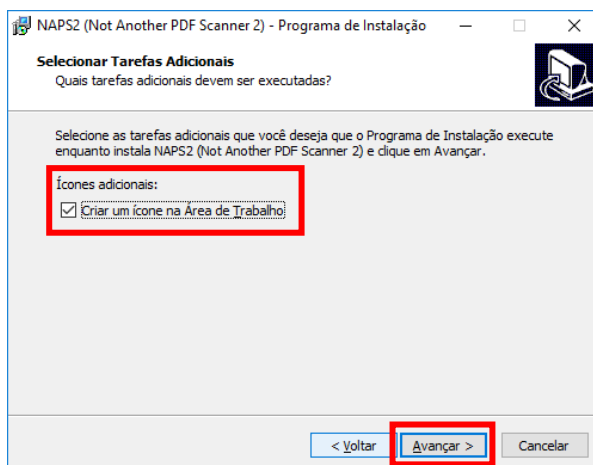 NAPS2 (Not Another PDF Scanner 2) - Programa de Instalação
Selecionar Tarefas Adicionais
Quais tarefas adicionais devem ser executadas?
Selecione as tarefas adicionais que você deseja que o Programa de Instalação execute
enquanto instala NAPS2 (Not Another PDF Scanner 2) e clique em Avançar.
Ícones adicionais:
Criar um ícone na Área de Trabalho
< Voltar
Avançar >
Cancelar